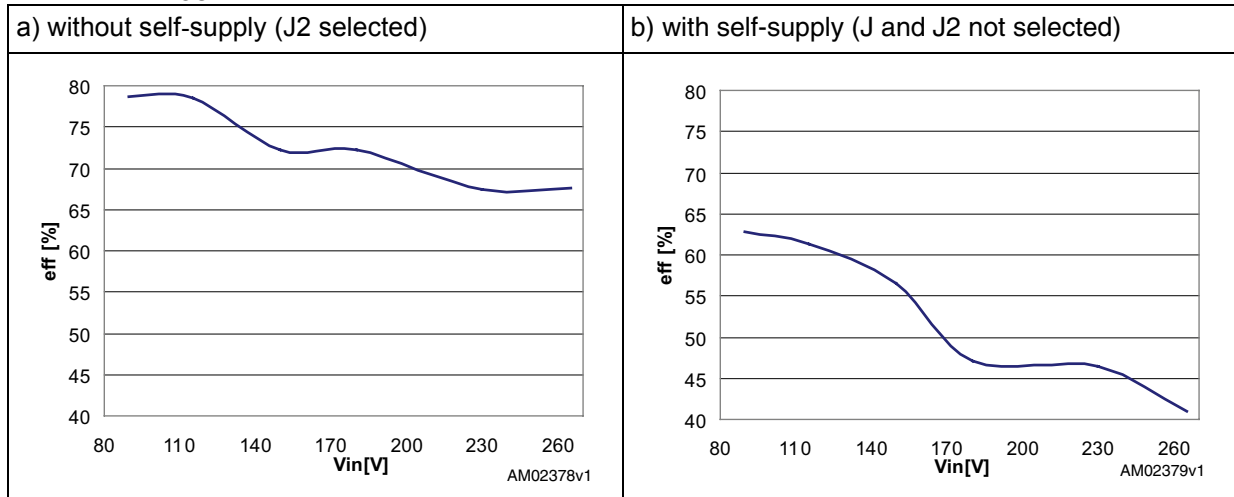 a) without self-supply (J2 selected)
b) with self-supply (J and J2 not selected)
80
75
70
65
60
55
50
45
40
eff [%]
80 110 140 170 200 230 260
Vin[V]
AM02378v1
80
75
70
65
60
55
50
45
40
eff [%]
80 110 140 170 200 230 260
Vin[V]
AM02379v1